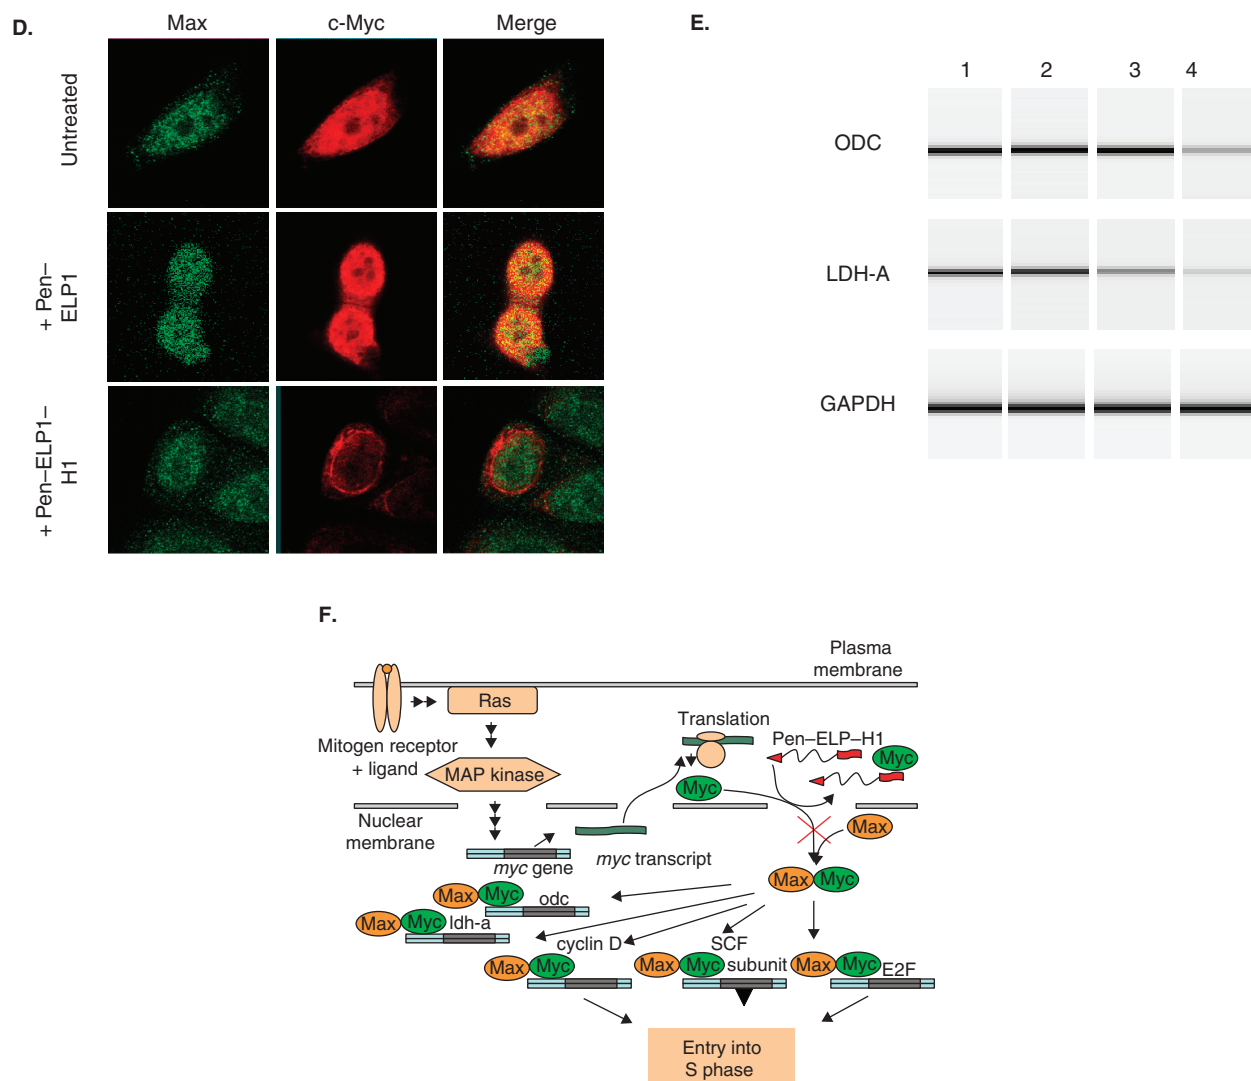 D.
Max
c-Myc
Merge
Untreated
+ Pen–
ELP1
+ Pen–ELP1–
H1
E.
1
2
3
4
ODC
LDH-A
GAPDH
F.
Plasma
membrane
Ras
Translation
Pen–ELP–H1
Mitogen receptor
+ ligand
MAP kinase
Myc
Myc
Nuclear
membrane
Max
myc gene
myc transcript
Max Myc
Max Myc
odc
Max Myc
ldh-a
cyclin D
SCF
subunit
Max Myc
Max Myc
Max Myc
E2F
Entry into
S phase